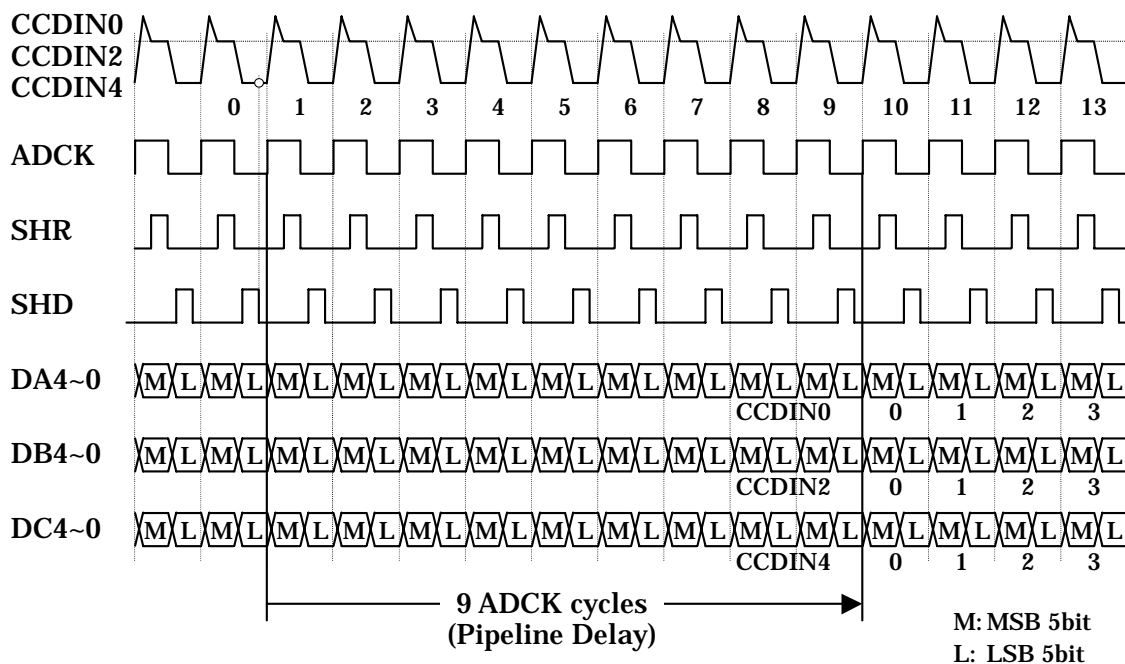 CCDIN0
CCDIN2
CCDIN4
0 1 2 3 4 5 6 7 8 9 10 11 12 13
ADCK
SHR
SHD
DA4~0 M L M L M L M L M L M L M L M L M L M L M L M L M L M L M L
CCDIN0 0 1 2 3
DB4~0 M L M L M L M L M L M L M L M L M L M L M L M L M L M L M L
CCDIN2 0 1 2 3
DC4~0 M L M L M L M L M L M L M L M L M L M L M L M L M L M L M L
CCDIN4 0 1 2 3
9 ADCK cycles
(Pipeline Delay)
M: MSB 5bit
L: LSB 5bit